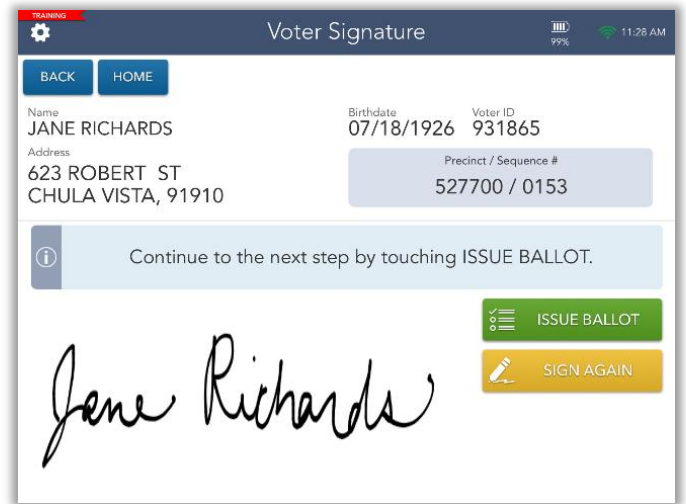 TRAINING
Voter Signature
99%
11:28 AM
BACK HOME
Name
JANE RICHARDS
Birthdate
07/18/1926
Voter ID
931865
Address
623 ROBERT ST
CHULA VISTA, 91910
Precinct / Sequence #
527700 / 0153
Continue to the next step by touching ISSUE BALLOT.
ISSUE BALLOT
SIGN AGAIN
Jane Richards